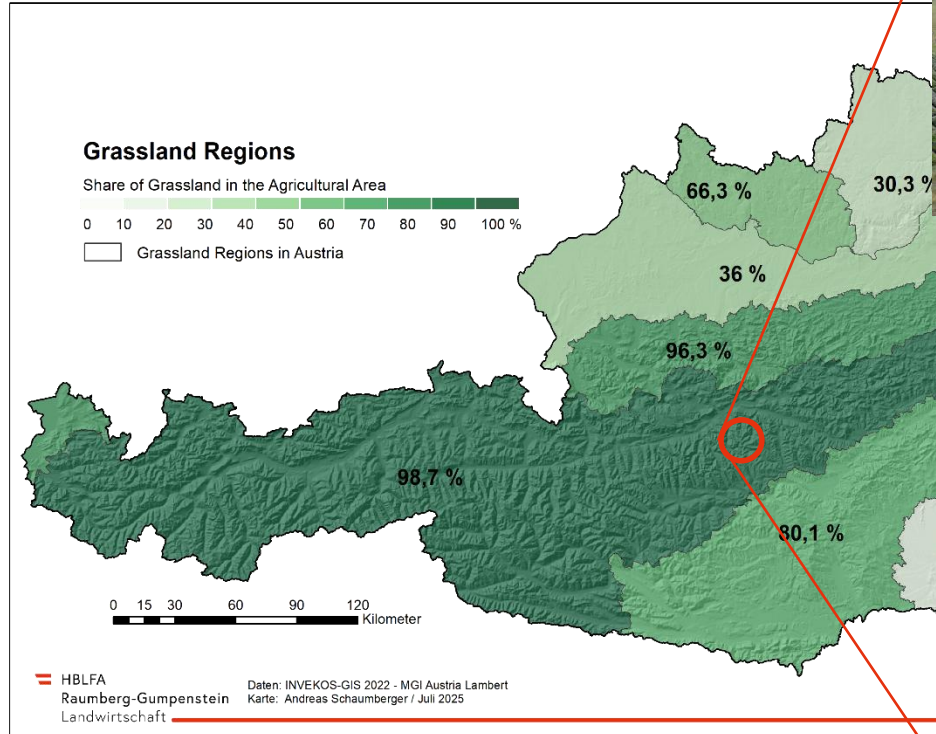 Grassland Regions
Share of Grassland in the Agricultural Area
0 10 20 30 40 50 60 70 80 90 100 %
Grassland Regions in Austria
66,3 %
30,3 %
36 %
96,3 %
98,7 %
80,1 %
0 15 30 60 90 120
Kilometer
HBLFA
Raumberg-Gumpenstein
Landwirtschaft
Daten: INVEKOS-GIS 2022 - MGI Austria Lambert
Karte: Andreas Schaumberger / Juli 2025